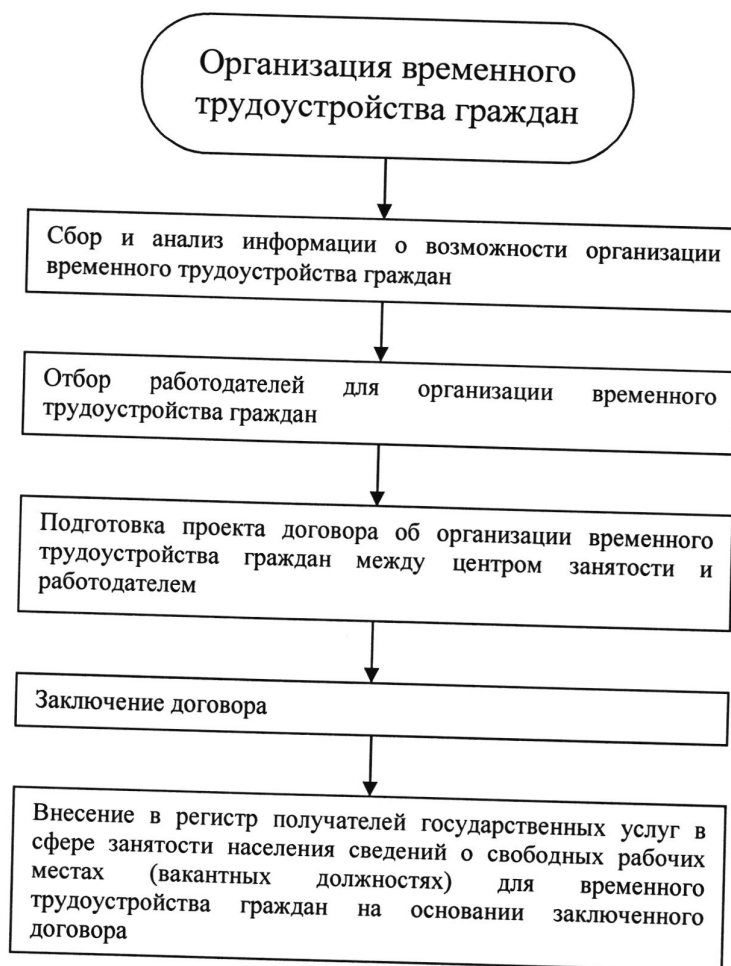 Организация временного
трудоустройства граждан
Сбор и анализ информации о возможности организации
временного трудоустройства граждан
Отбор работодателей для организации временного
трудоустройства граждан
Подготовка проекта договора об организации временного
трудоустройства граждан между центром занятости и
работодателем
Заключение договора
Внесение в регистр получателей государственных услуг в
сфере занятости населения сведений о свободных рабочих
местах (вакантных должностях) для временного
трудоустройства граждан на основании заключенного
договора